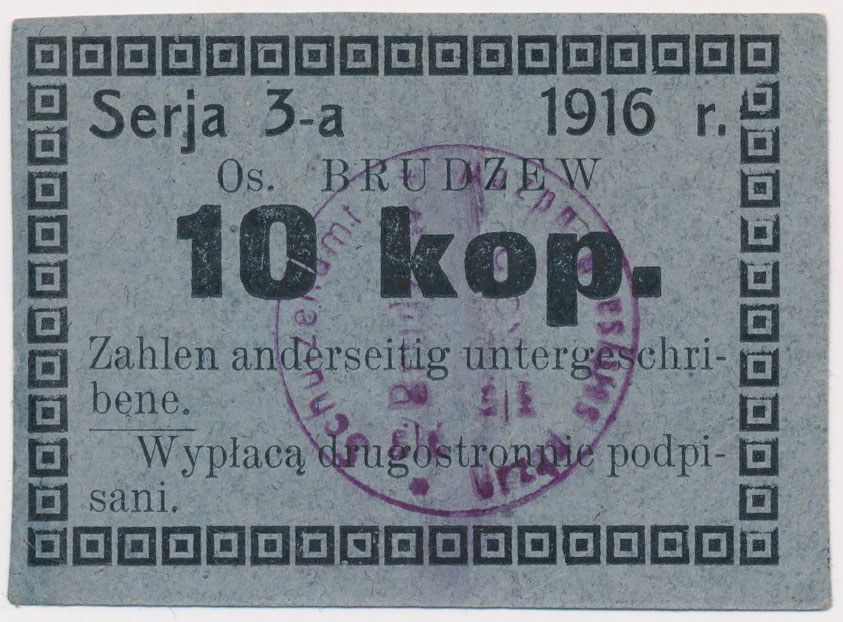 Serja 3-a 1916 r.
Os. BRUDZEW
10 kop.
Zahlen anderseitig untergeschri-
bene.
Wypłacą drugostronnie podpi-
sani.